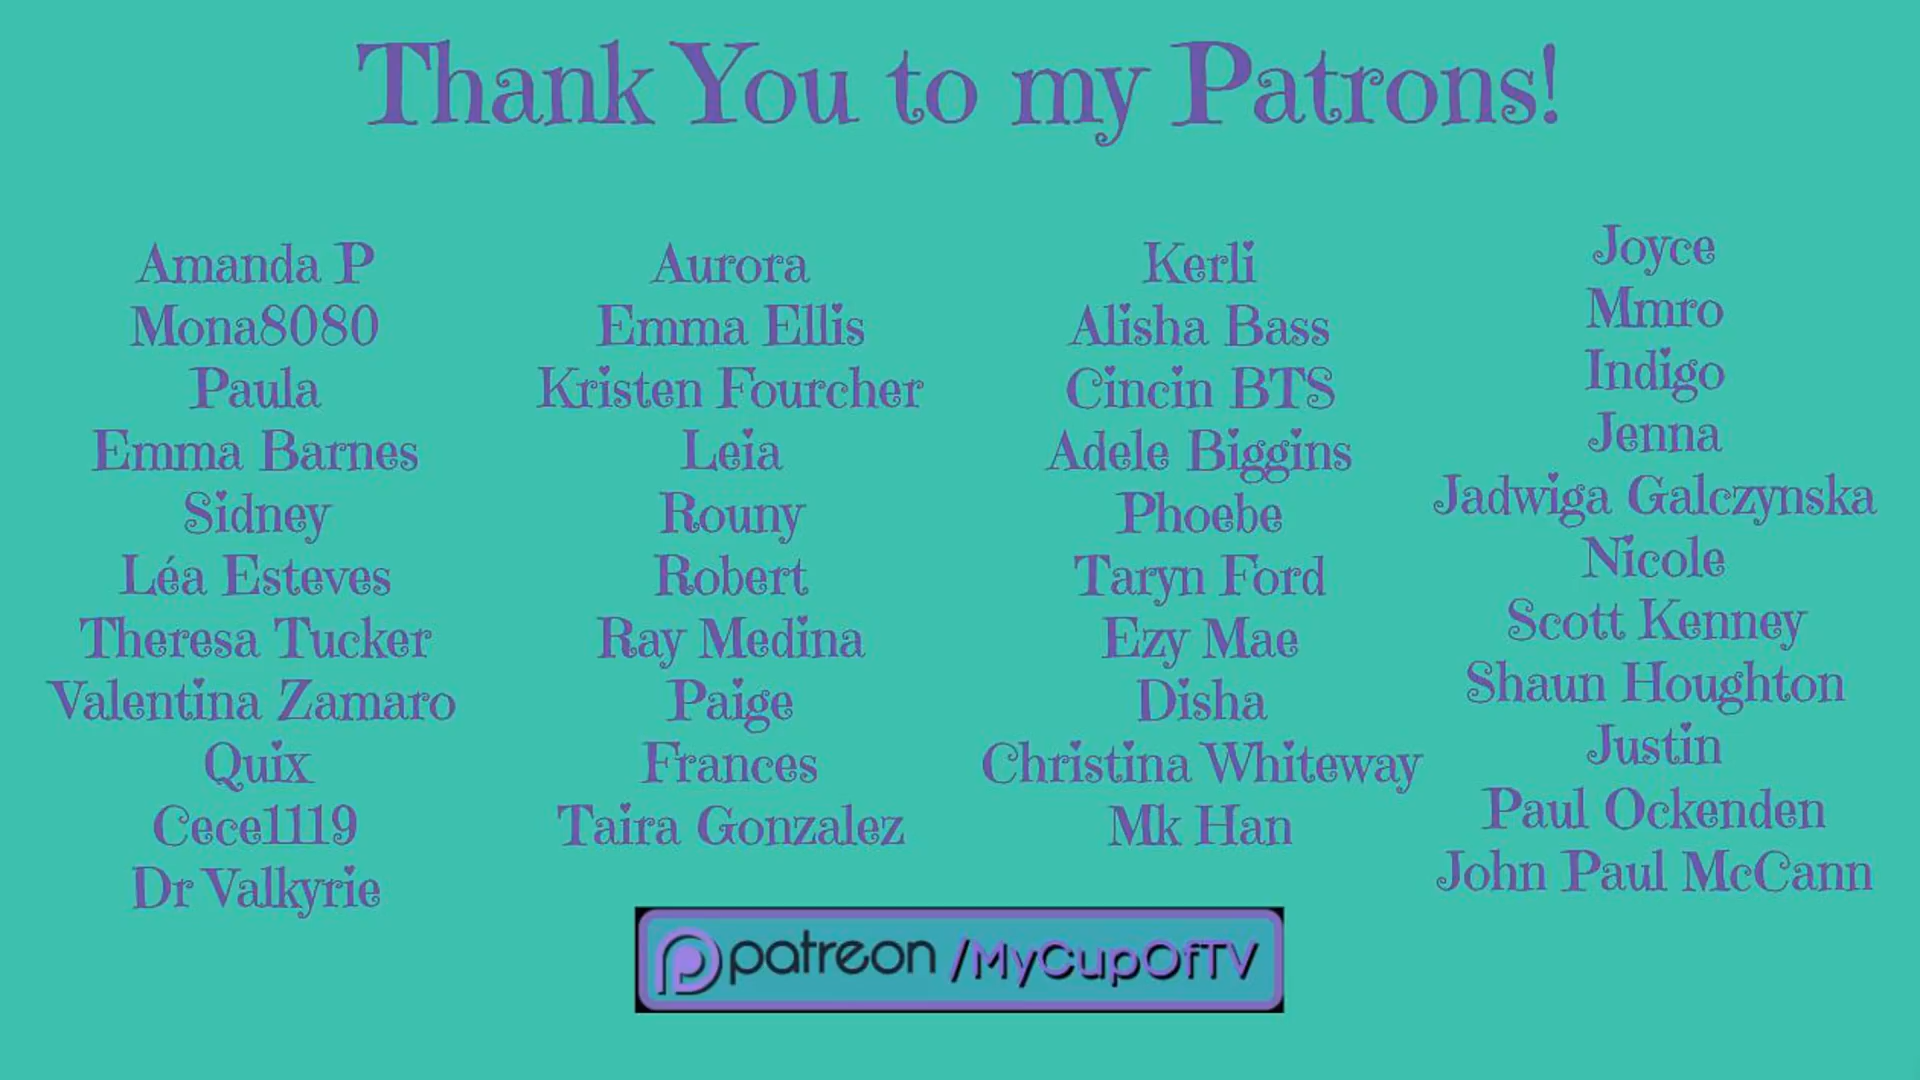 Thank You to my Patrons!
Amanda P
Mona8080
Paula
Emma Barnes
Sidney
Léa Esteves
Theresa Tucker
Valentina Zamaro
Quix
Cece1119
Dr Valkyrie
Aurora
Emma Ellis
Kristen Fourcher
Leia
Rouny
Robert
Ray Medina
Paige
Frances
Taira Gonzalez
Kerli
Alisha Bass
Cincin BTS
Adele Biggins
Phoebe
Taryn Ford
Ezy Mae
Disha
Christina Whiteway
Mk Han
Joyce
Mmro
Indigo
Jenna
Jadwiga Galczynska
Nicole
Scott Kenney
Shaun Houghton
Justin
Paul Ockenden
John Paul McCann
patreon /MyCupOfTV